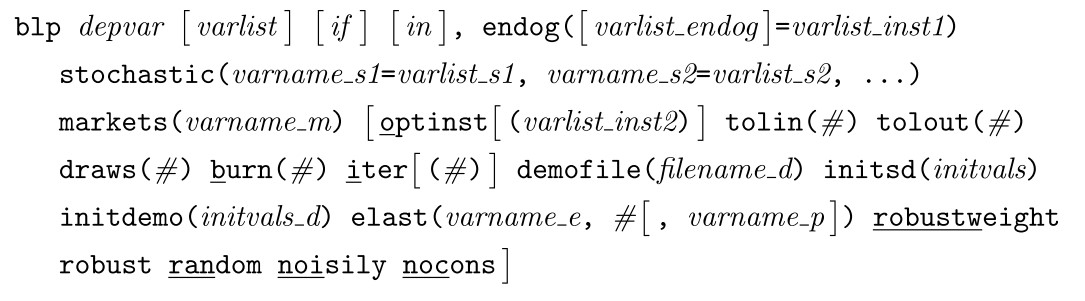 blp depvar [varlist] [if] [in], endog([varlist_endog]=varlist_inst1)
stochastic(varname_s1=varlist_s1, varname_s2=varlist_s2, ...)
markets(varname_m) [optinst[(varlist_inst2)] tolin(#) tolout(#)
draws(#) burn(#) iter[(#)] demofile(filename_d) initsd(initvals)
initdemo(initvals_d) elast(varname_e, #[, varname_p]) robustweight
robust random noisily nocons]